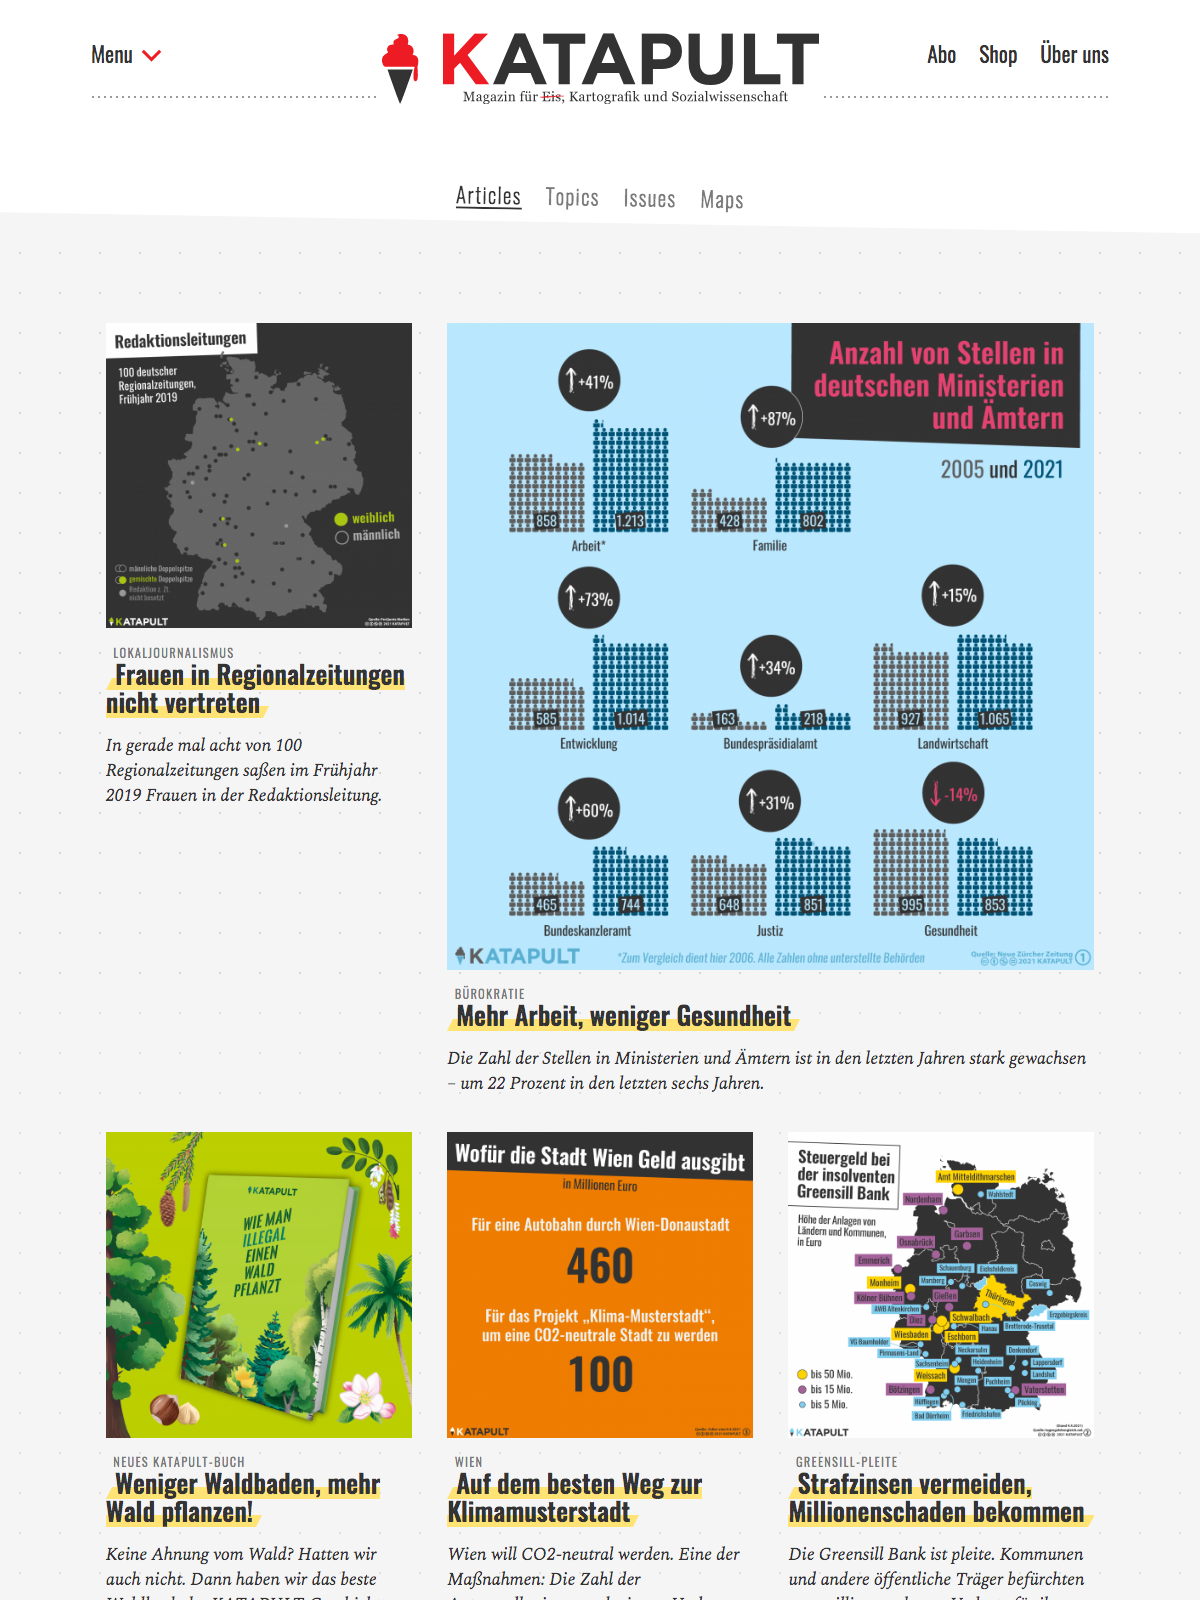 Menu
KATAPULT
Magazin für Eis, Kartografik und Sozialwissenschaft
Abo
Shop
Über uns
Articles
Topics
Issues
Maps
Redaktionsleitungen
100 deutscher
Regionalzeitungen,
Frühjahr 2019
weiblich
männlich
männliche Doppelspitze
gemischte Doppelspitze
Redaktion z. Zt.
nicht besetzt
KATAPULT
LOKALJOURNALISMUS
Frauen in Regionalzeitungen
nicht vertreten
In gerade mal acht von 100
Regionalzeitungen saßen im Frühjahr
2019 Frauen in der Redaktionsleitung.
Anzahl von Stellen in
deutschen Ministerien
und Ämtern
2005 und 2021
+41%
858
1.213
Arbeit*
+87%
428
802
Familie
+73%
585
1.014
Entwicklung
+34%
163
218
Bundespräsidialamt
+15%
927
1.065
Landwirtschaft
+60%
465
744
Bundeskanzleramt
+31%
648
851
Justiz
-14%
995
853
Gesundheit
KATAPULT
*Zum Vergleich dient hier 2006. Alle Zahlen ohne unterstellte Behörden
Quelle: Neue Zürcher Zeitung
2021 KATAPULT
1
BÜROKRATIE
Mehr Arbeit, weniger Gesundheit
Die Zahl der Stellen in Ministerien und Ämtern ist in den letzten Jahren stark gewachsen
– um 22 Prozent in den letzten sechs Jahren.
KATAPULT
WIE MAN
ILLEGAL
EINEN
WALD
PFLANZT
NEUES KATAPULT-BUCH
Weniger Waldbaden, mehr
Wald pflanzen!
Keine Ahnung vom Wald? Hatten wir
auch nicht. Dann haben wir das beste
Wofür die Stadt Wien Geld ausgibt
in Millionen Euro
Für eine Autobahn durch Wien-Donaustadt
460
Für das Projekt „Klima-Musterstadt“,
um eine CO2-neutrale Stadt zu werden
100
KATAPULT
WIEN
Auf dem besten Weg zur
Klimamusterstadt
Wien will CO2-neutral werden. Eine der
Maßnahmen: Die Zahl der
Steuergeld bei
der insolventen
Greensill Bank
Höhe der Anlagen von
Ländern und Kommunen,
in Euro
Amt Mitteldithmarschen
Wahlstedt
Nordenham
Garbsen
Osnabrück
Emmerich
Schaumburg
Eichsfeldkreis
Monheim
Marsberg
Coswig
Kölner Bühnen
Gießen
Thüringen
AWB Altenkirchen
Erzgebirgskreis
Diez
Schwalbach
Brotterode-Trusetal
Hanau
Wiesbaden
Eschborn
VG Baumholder
Pirmasens-Land
Neckarsulm
Denkendorf
Sachsenheim
Heidenheim
Lappersdorf
Weissach
Landshut
Mengen
Puchheim
Bötzingen
Vaterstetten
Hüfingen
Pöcking
Bad Dürrheim
Friedrichshafen
bis 50 Mio.
bis 15 Mio.
bis 5 Mio.
KATAPULT
GREENSILL-PLEITE
Strafzinsen vermeiden,
Millionenschaden bekommen
Die Greensill Bank ist pleite. Kommunen
und andere öffentliche Träger befürchten